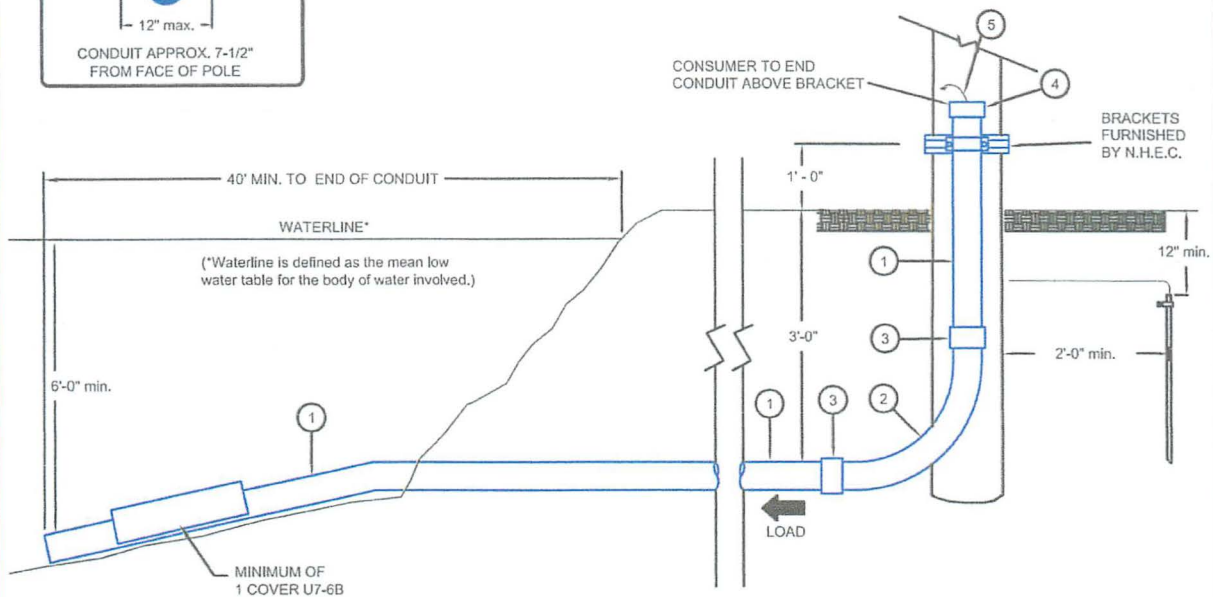 12" max.
CONDUIT APPROX. 7-1/2"
FROM FACE OF POLE
5
CONSUMER TO END
CONDUIT ABOVE BRACKET
4
BRACKETS
FURNISHED
BY N.H.E.C.
40' MIN. TO END OF CONDUIT
1' - 0"
WATERLINE*
(*Waterline is defined as the mean low
water table for the body of water involved.)
1
12" min.
3'-0"
3
2'-0" min.
6'-0" min.
1
1
3
2
LOAD
MINIMUM OF
1 COVER U7-6B